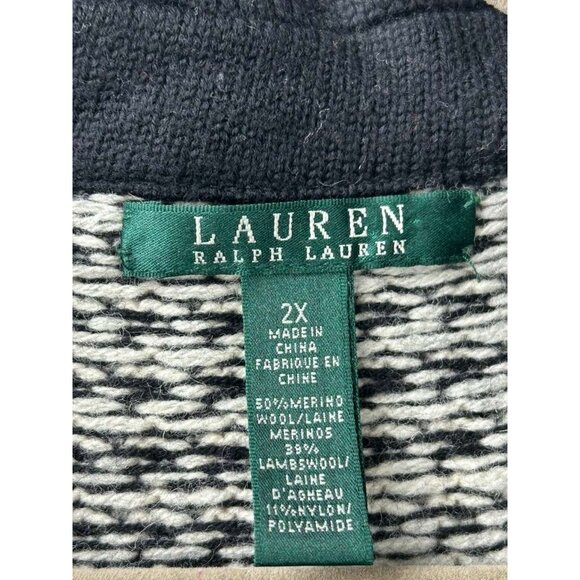 LAUREN
RALPH LAUREN
2X
MADE IN
CHINA
FABRIQUE EN
CHINE
50%MERINO
WOOL/LAINE
MERINOS
39%
LAMBSWOOL/
LAINE
D'AGNEAU
11%NYLON/
POLYAMIDE